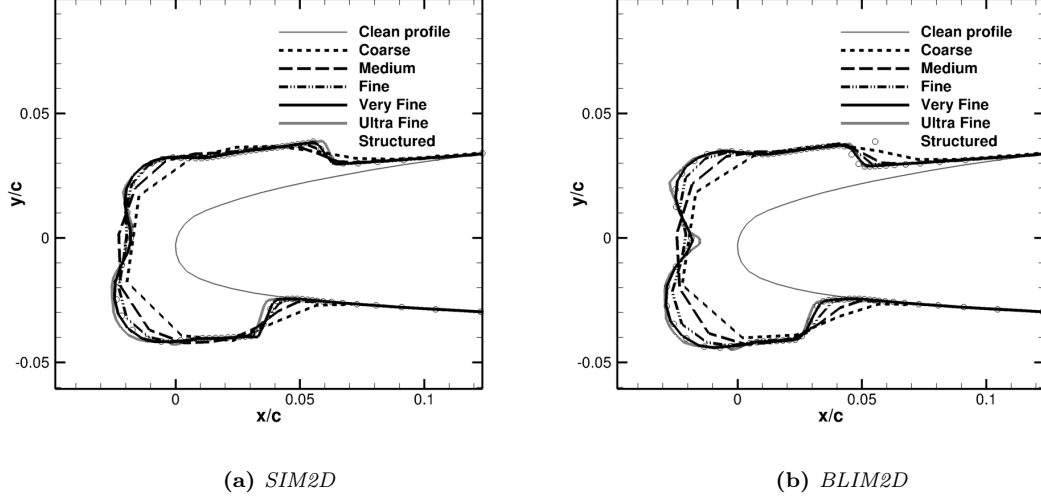 Clean profile
Coarse
Medium
Fine
Very Fine
Ultra Fine
Structured
0.05
0
-0.05
y/c
0
0.05
0.1
x/c
(a) SIM2D
Clean profile
Coarse
Medium
Fine
Very Fine
Ultra Fine
Structured
0.05
0
-0.05
y/c
0
0.05
0.1
x/c
(b) BLIM2D